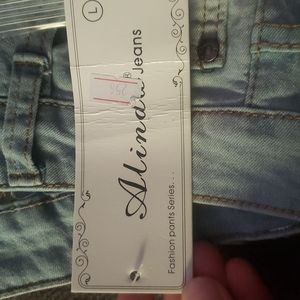 L
Alinda® Jeans
Fashion pants Series. . .